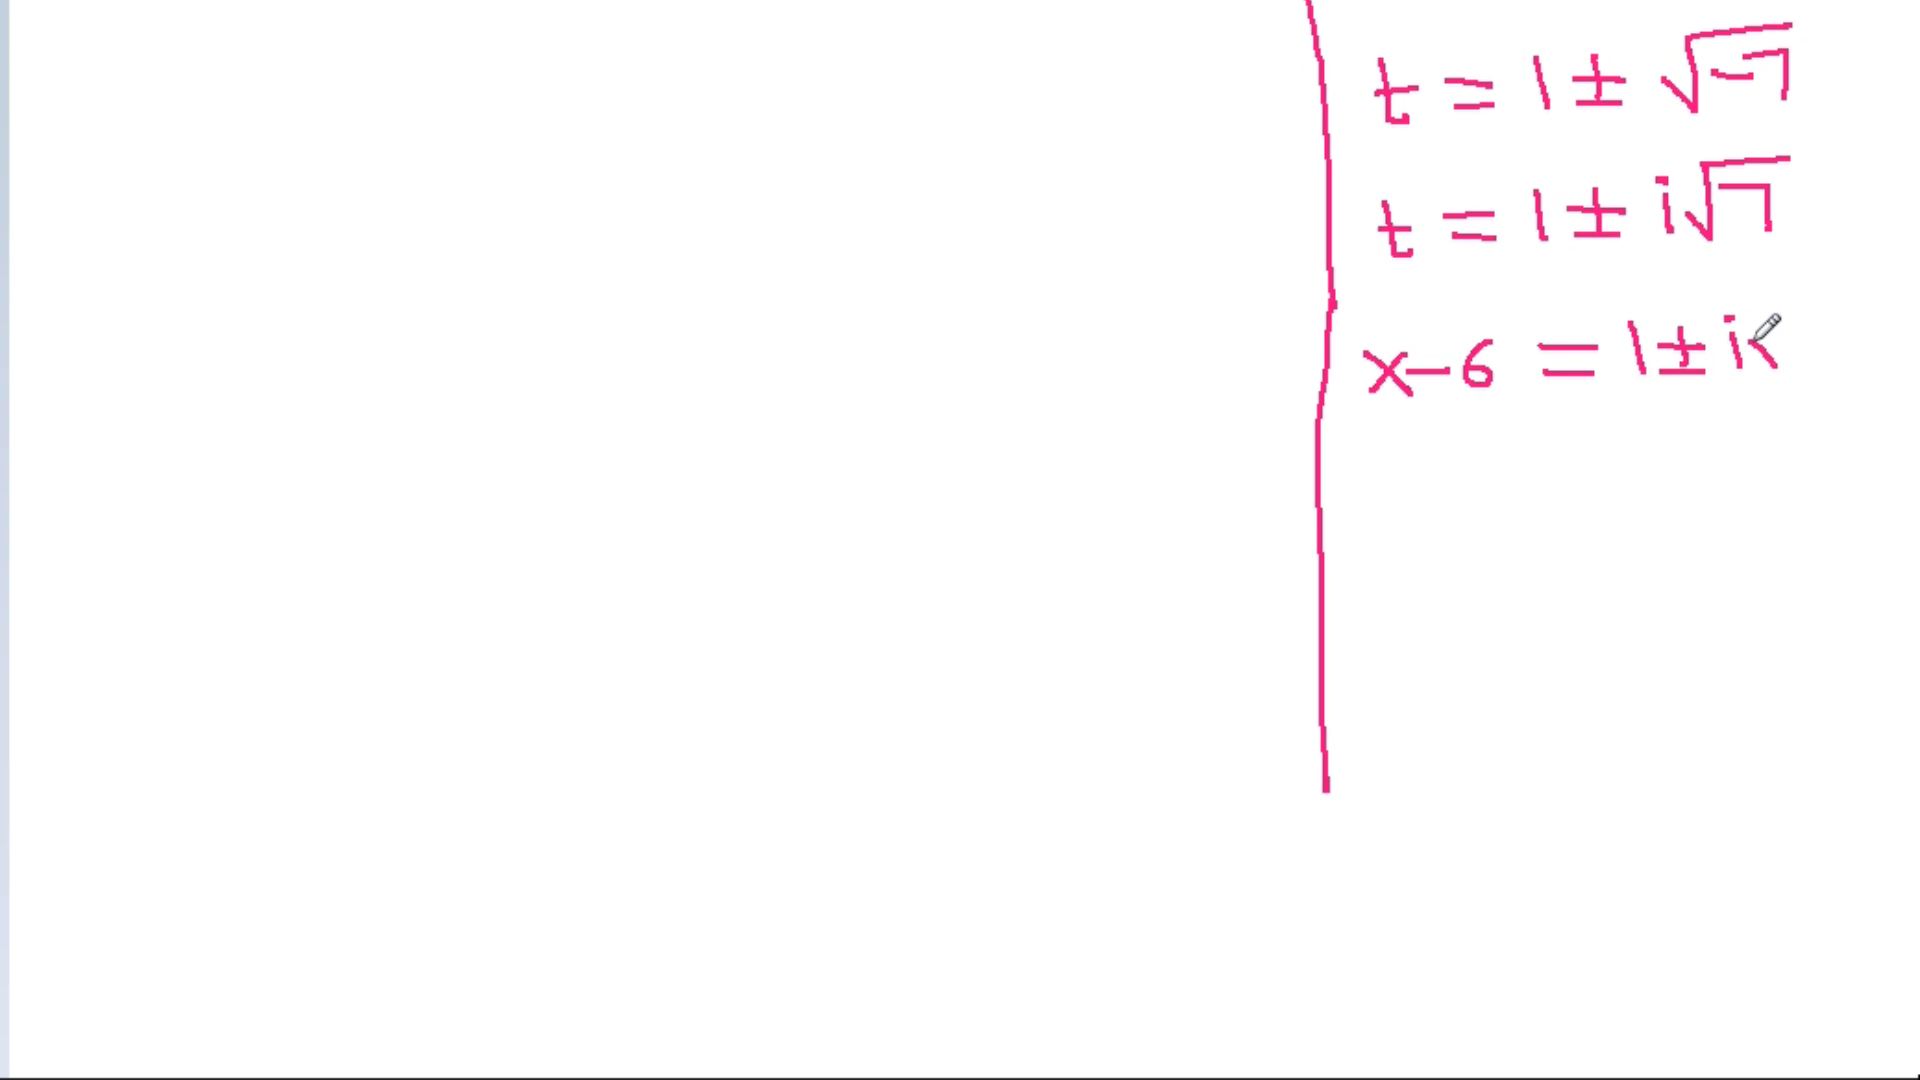 t = 1 ± √-7
t = 1 ± i√7
x-6 = 1 ± i